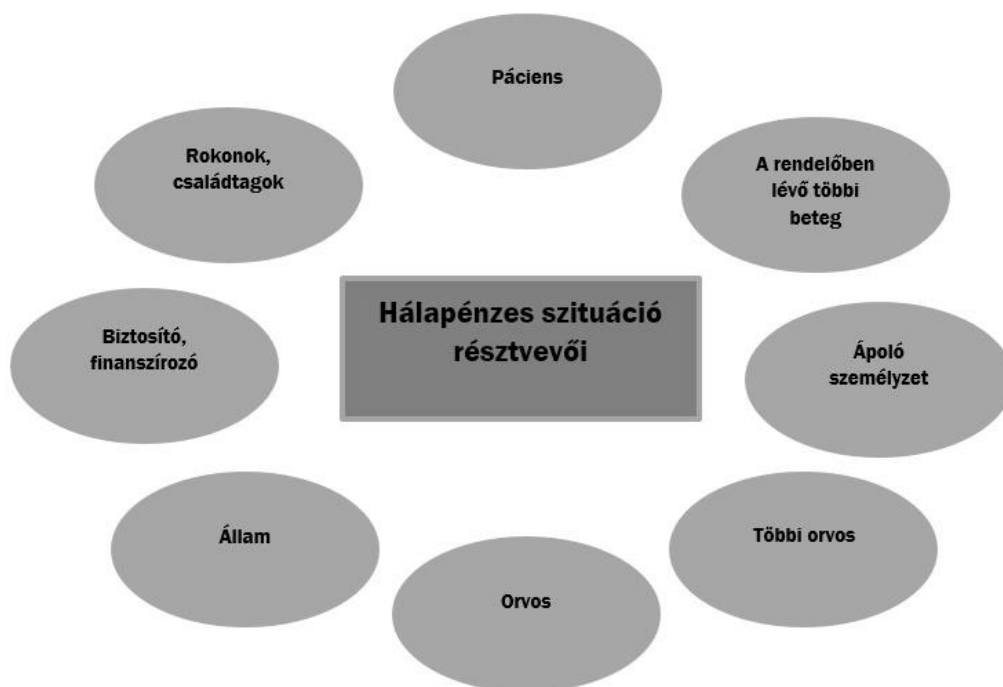 Páciens
Rokonok,
családtagok
A rendelőben
lévő többi
beteg
Hálapénzes szituáció
résztvevői
Biztosító,
finanszírozó
Ápoló
személyzet
Állam
Többi orvos
Orvos